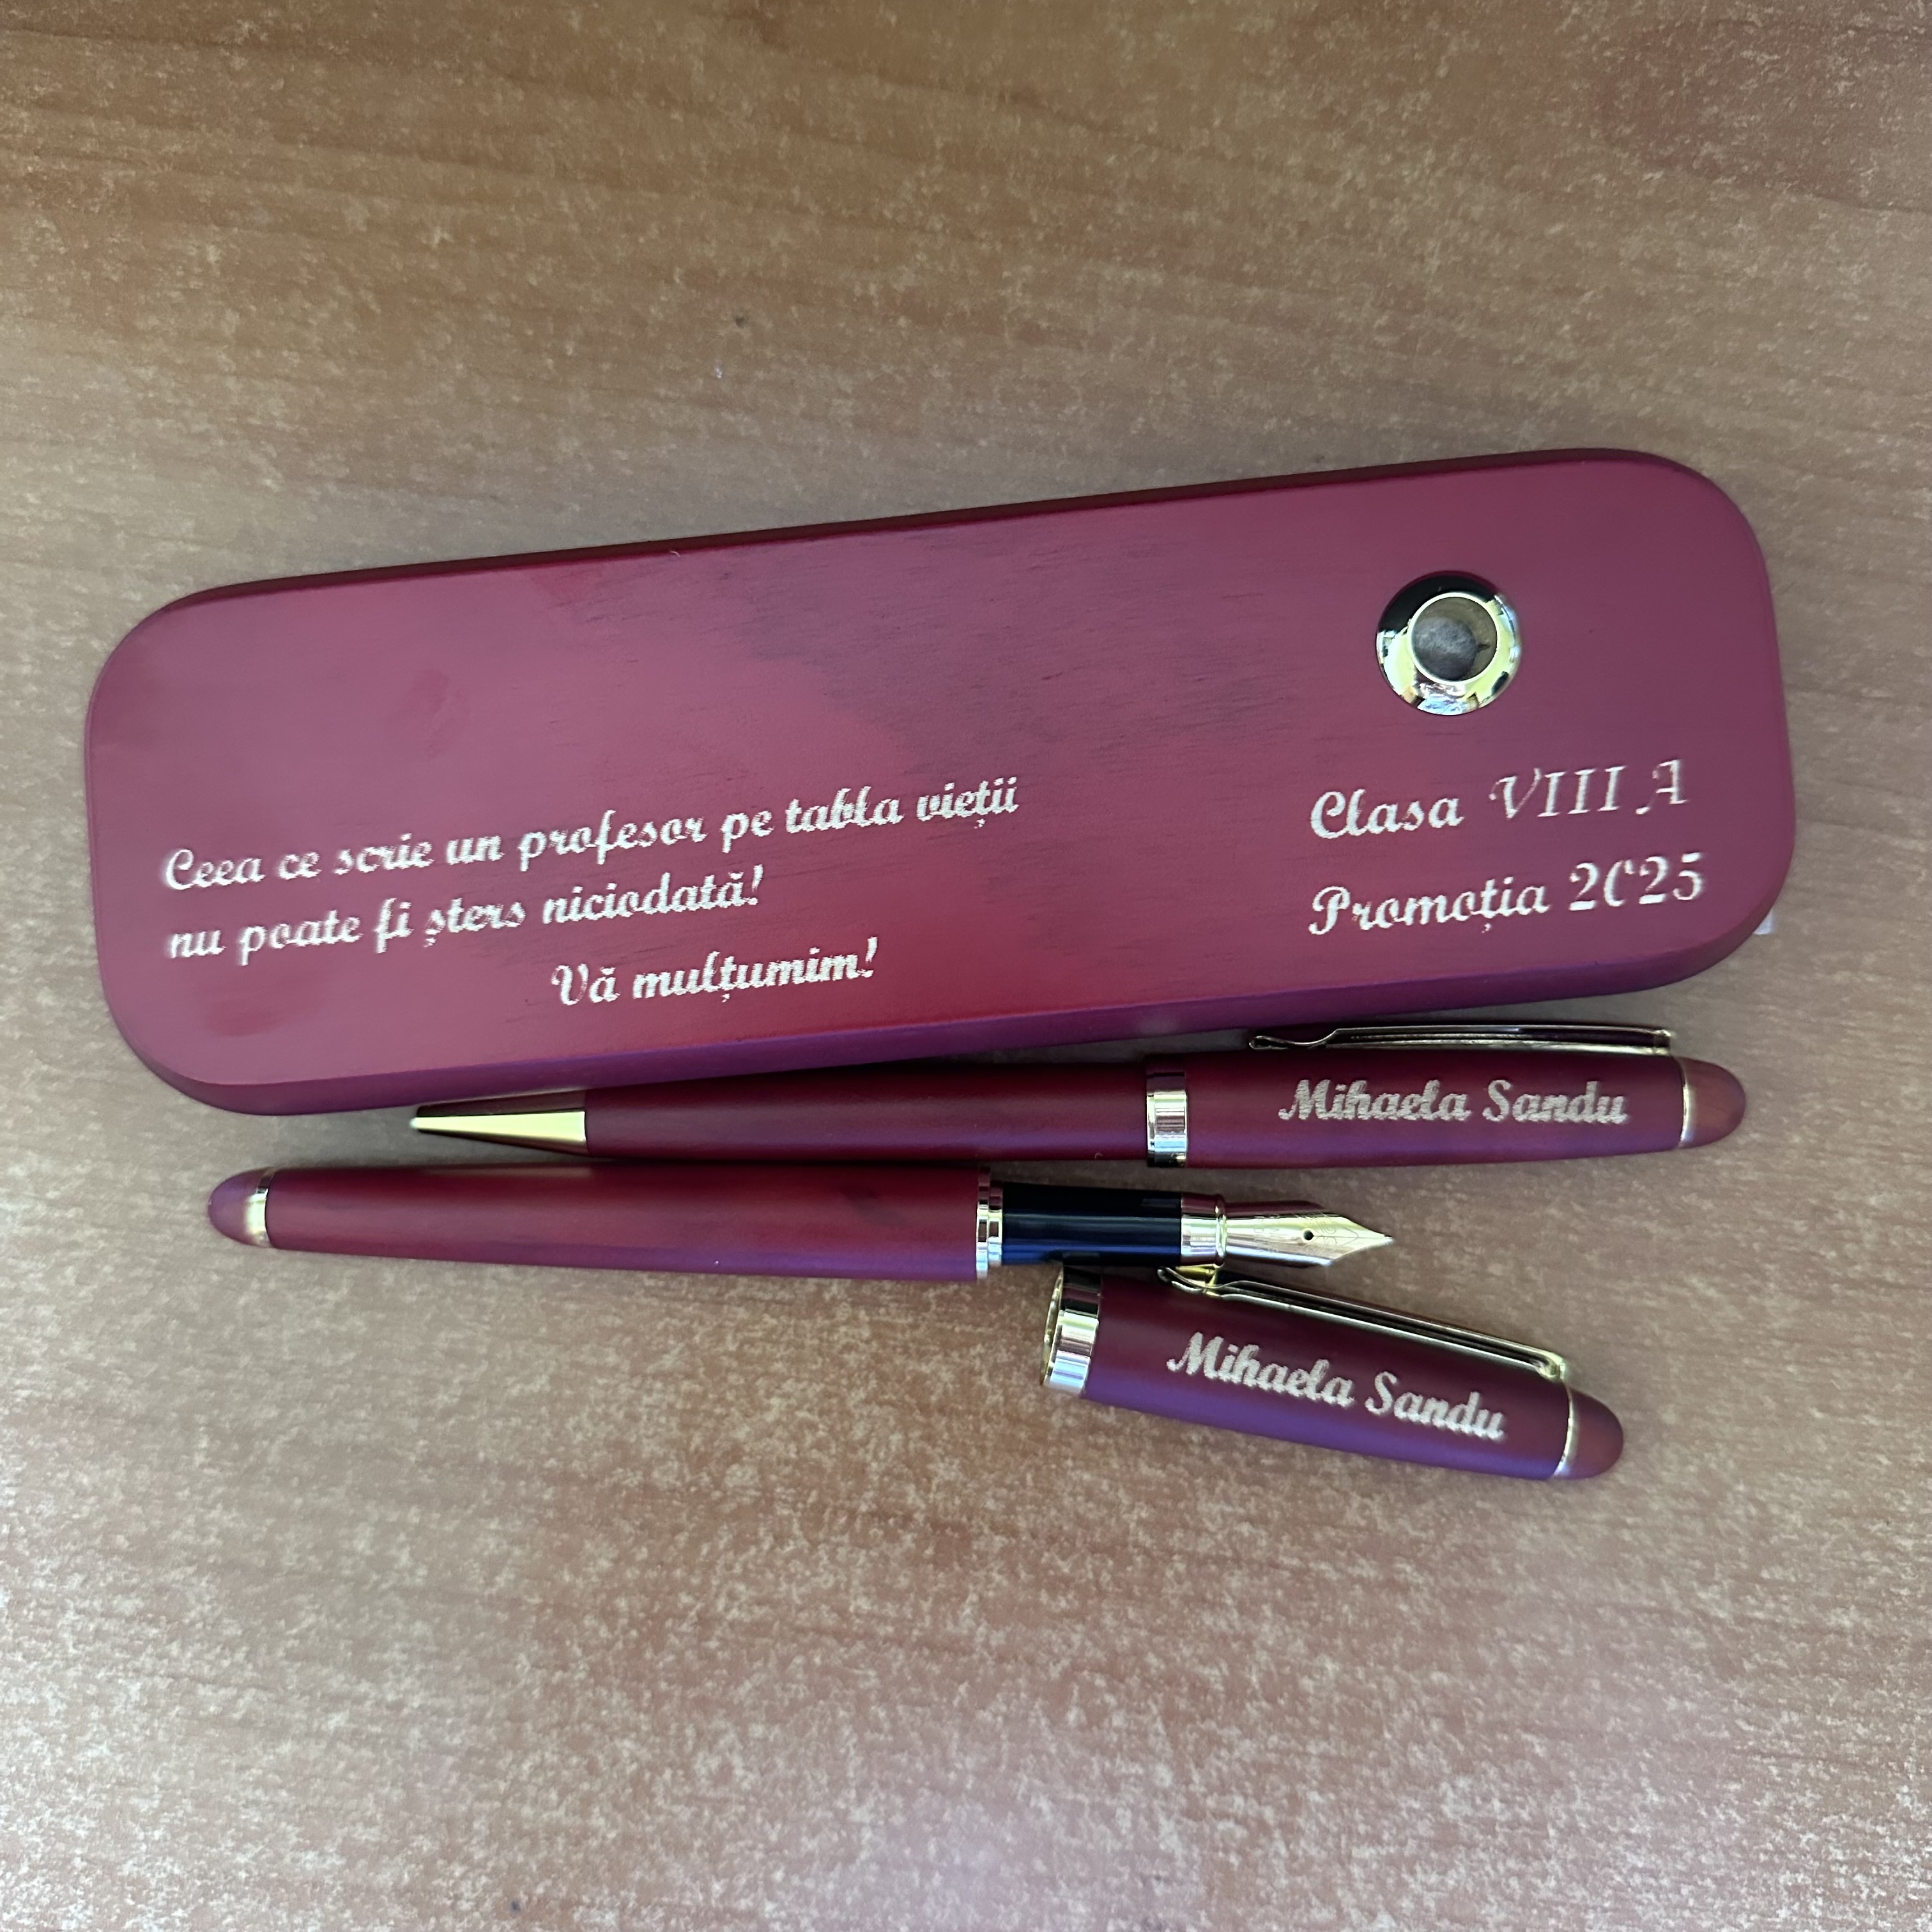 Ceea ce scrie un profesor pe tabla vieții
nu poate fi șters niciodată!
Vă mulțumim!
Clasa VIII A
Promoția 2025
Mihaela Sandu
Mihaela Sandu